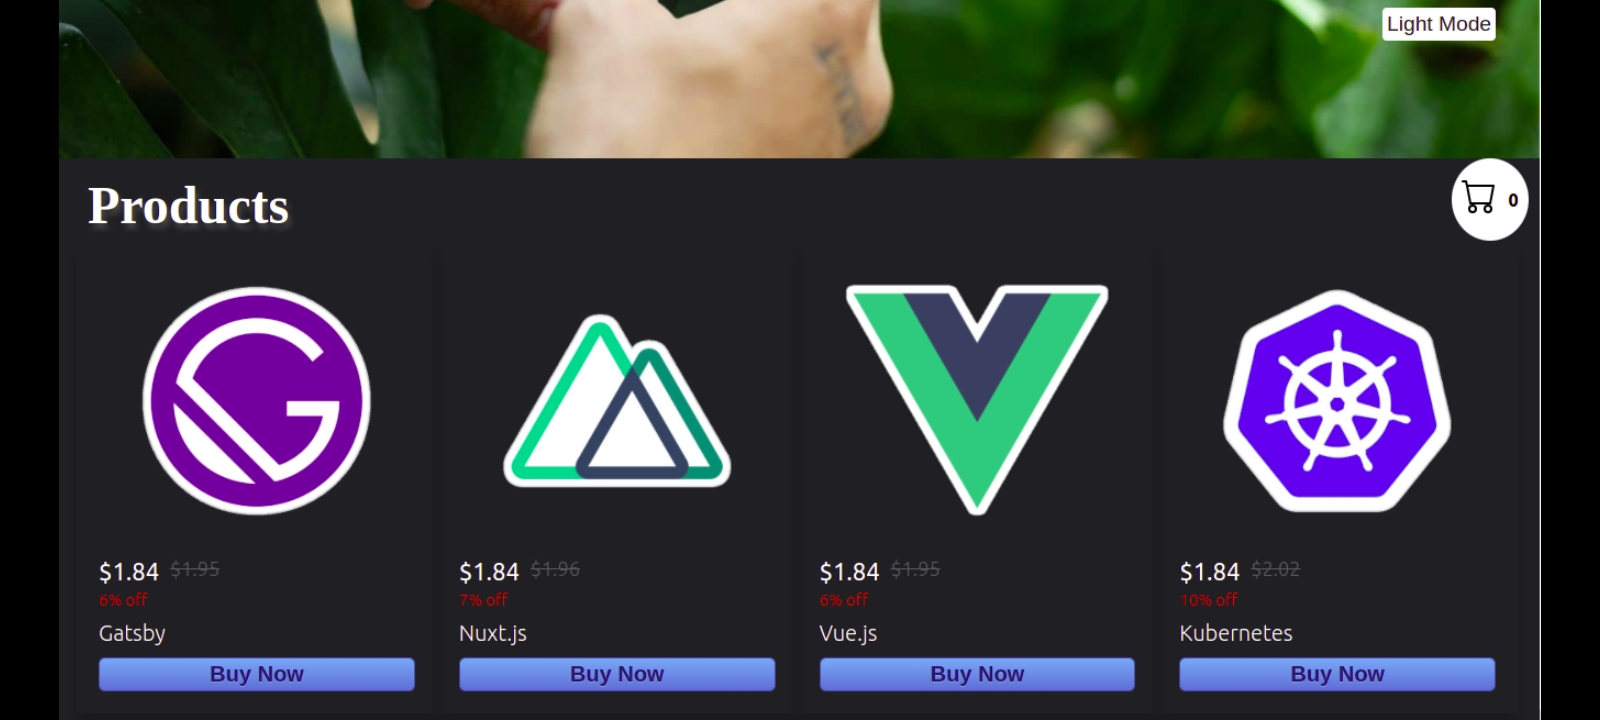 Light Mode
Products
0
$1.84 $1.95
6% off
Gatsby
Buy Now
$1.84 $1.96
7% off
Nuxt.js
Buy Now
$1.84 $1.95
6% off
Vue.js
Buy Now
$1.84 $2.02
10% off
Kubernetes
Buy Now